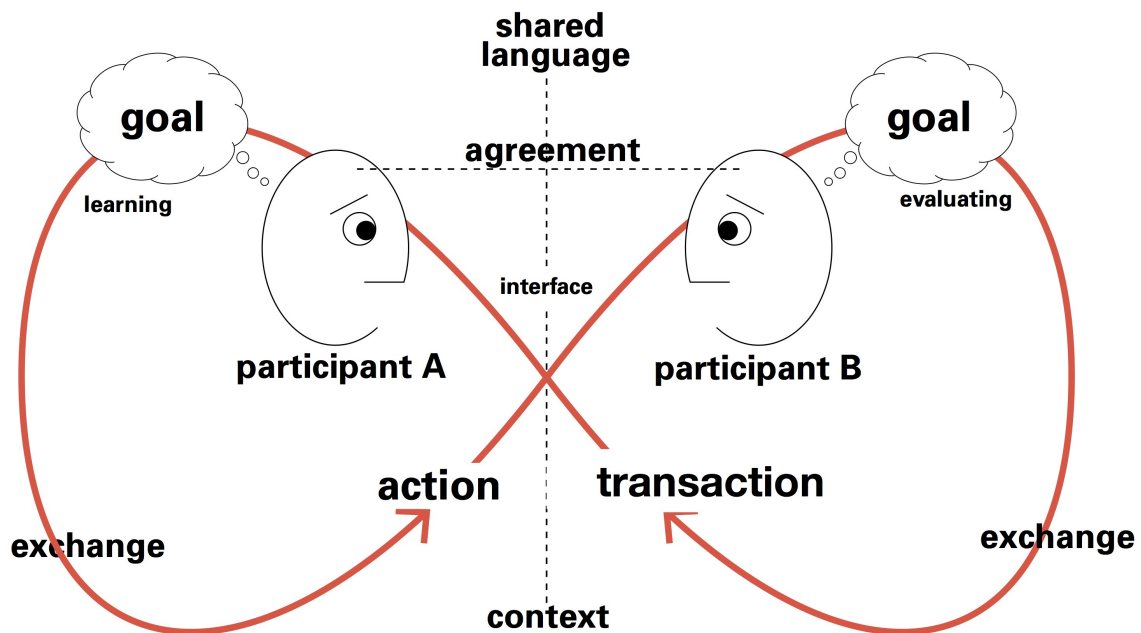 shared
language
goal
goal
agreement
learning
evaluating
interface
participant A
participant B
action
transaction
exchange
exchange
context